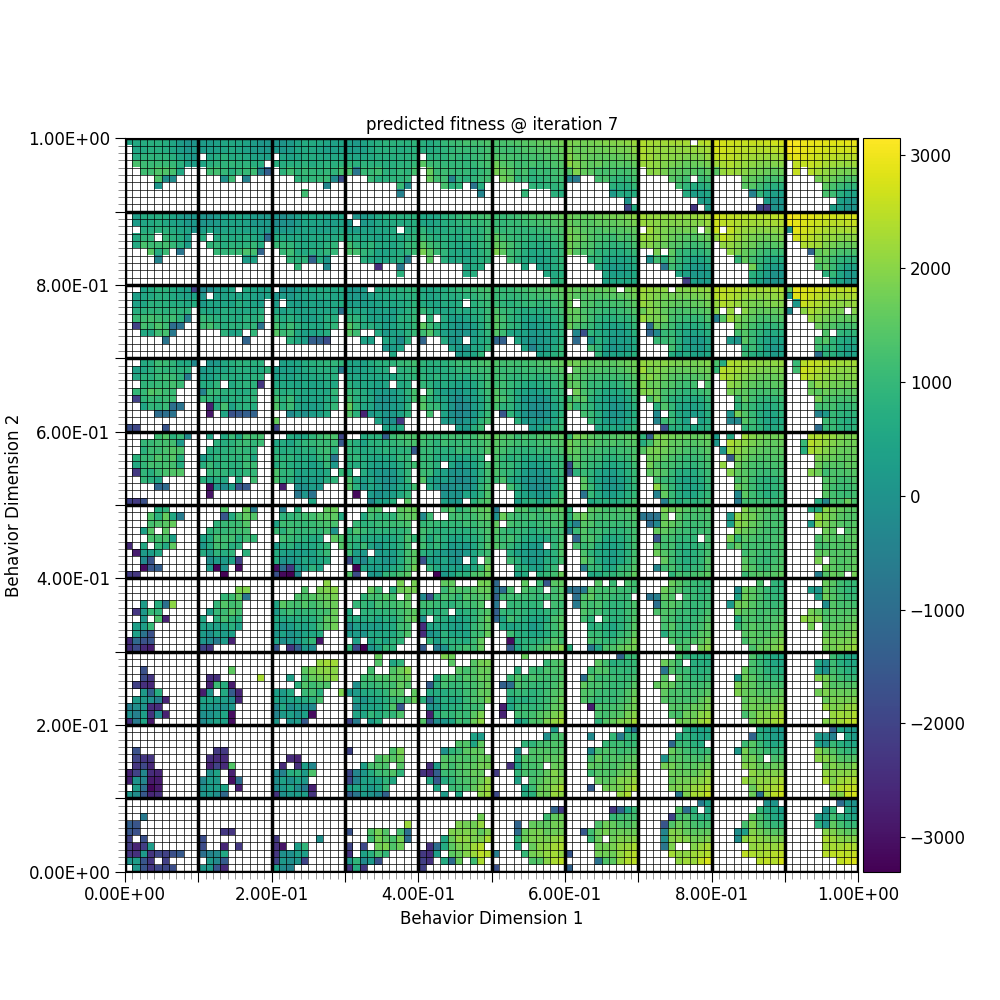 predicted fitness @ iteration 7
1.00E+00
8.00E-01
6.00E-01
4.00E-01
2.00E-01
0.00E+00
Behavior Dimension 2
0.00E+00 2.00E-01 4.00E-01 6.00E-01 8.00E-01 1.00E+00
Behavior Dimension 1
3000
2000
1000
0
−1000
−2000
−3000